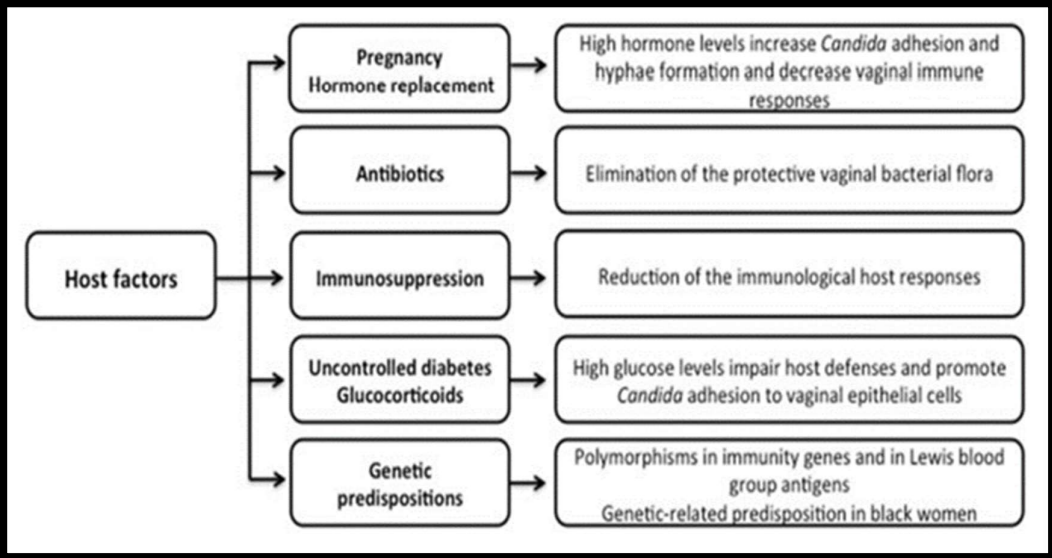 Host factors
Pregnancy
Hormone replacement
High hormone levels increase Candida adhesion and
hyphae formation and decrease vaginal immune
responses
Antibiotics
Elimination of the protective vaginal bacterial flora
Immunosuppression
Reduction of the immunological host responses
Uncontrolled diabetes
Glucocorticoids
High glucose levels impair host defenses and promote
Candida adhesion to vaginal epithelial cells
Genetic
predispositions
Polymorphisms in immunity genes and in Lewis blood
group antigens
Genetic-related predisposition in black women